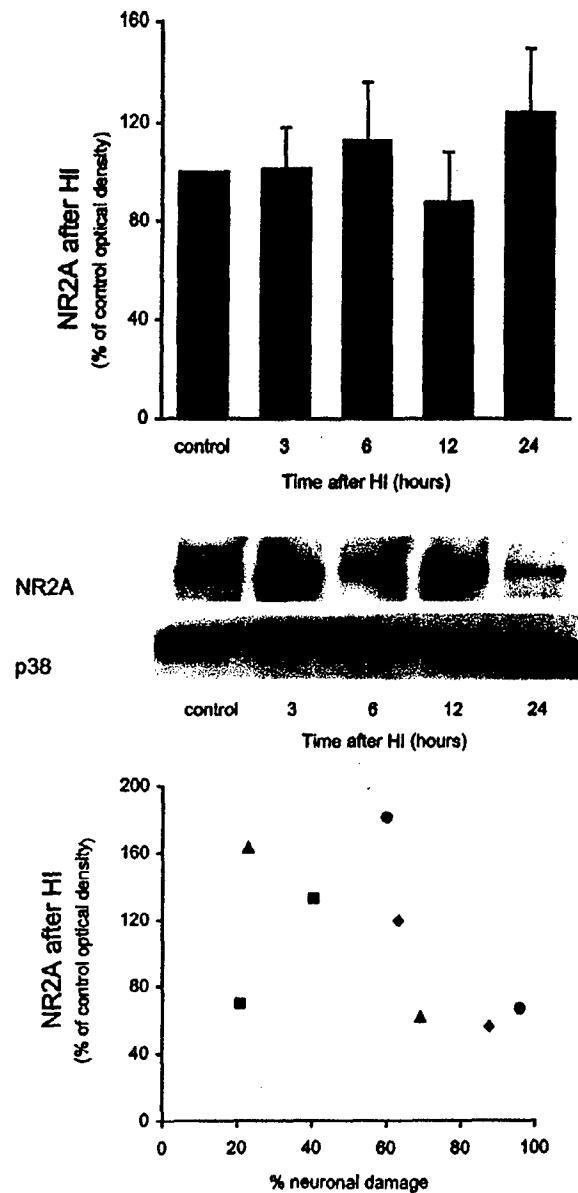 160
120
80
40
0
NR2A after HI
(% of control optical density)
control 3 6 12 24
Time after HI (hours)
NR2A
p38
control 3 6 12 24
Time after HI (hours)
200
160
120
80
40
0
NR2A after HI
(% of control optical density)
0 20 40 60 80 100
% neuronal damage